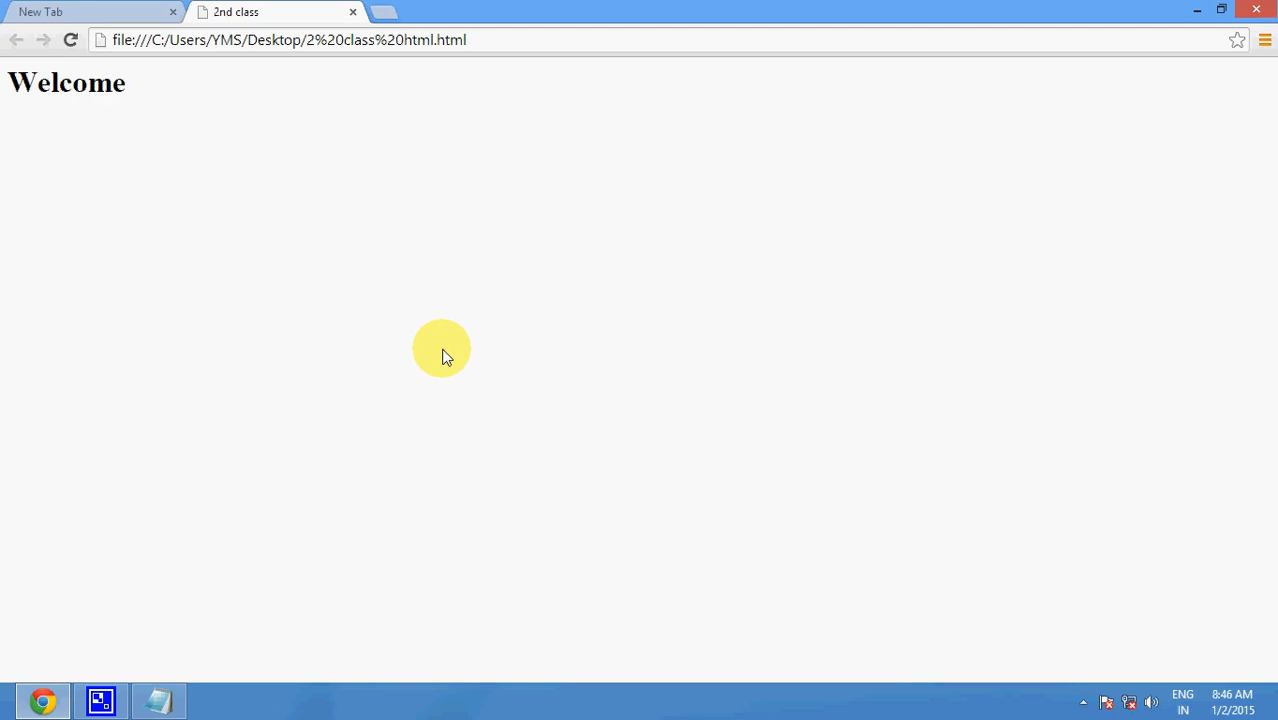 New Tab
2nd class
file:///C:/Users/YMS/Desktop/2%20class%20html.html
Welcome
ENG 8:46 AM
IN 1/2/2015